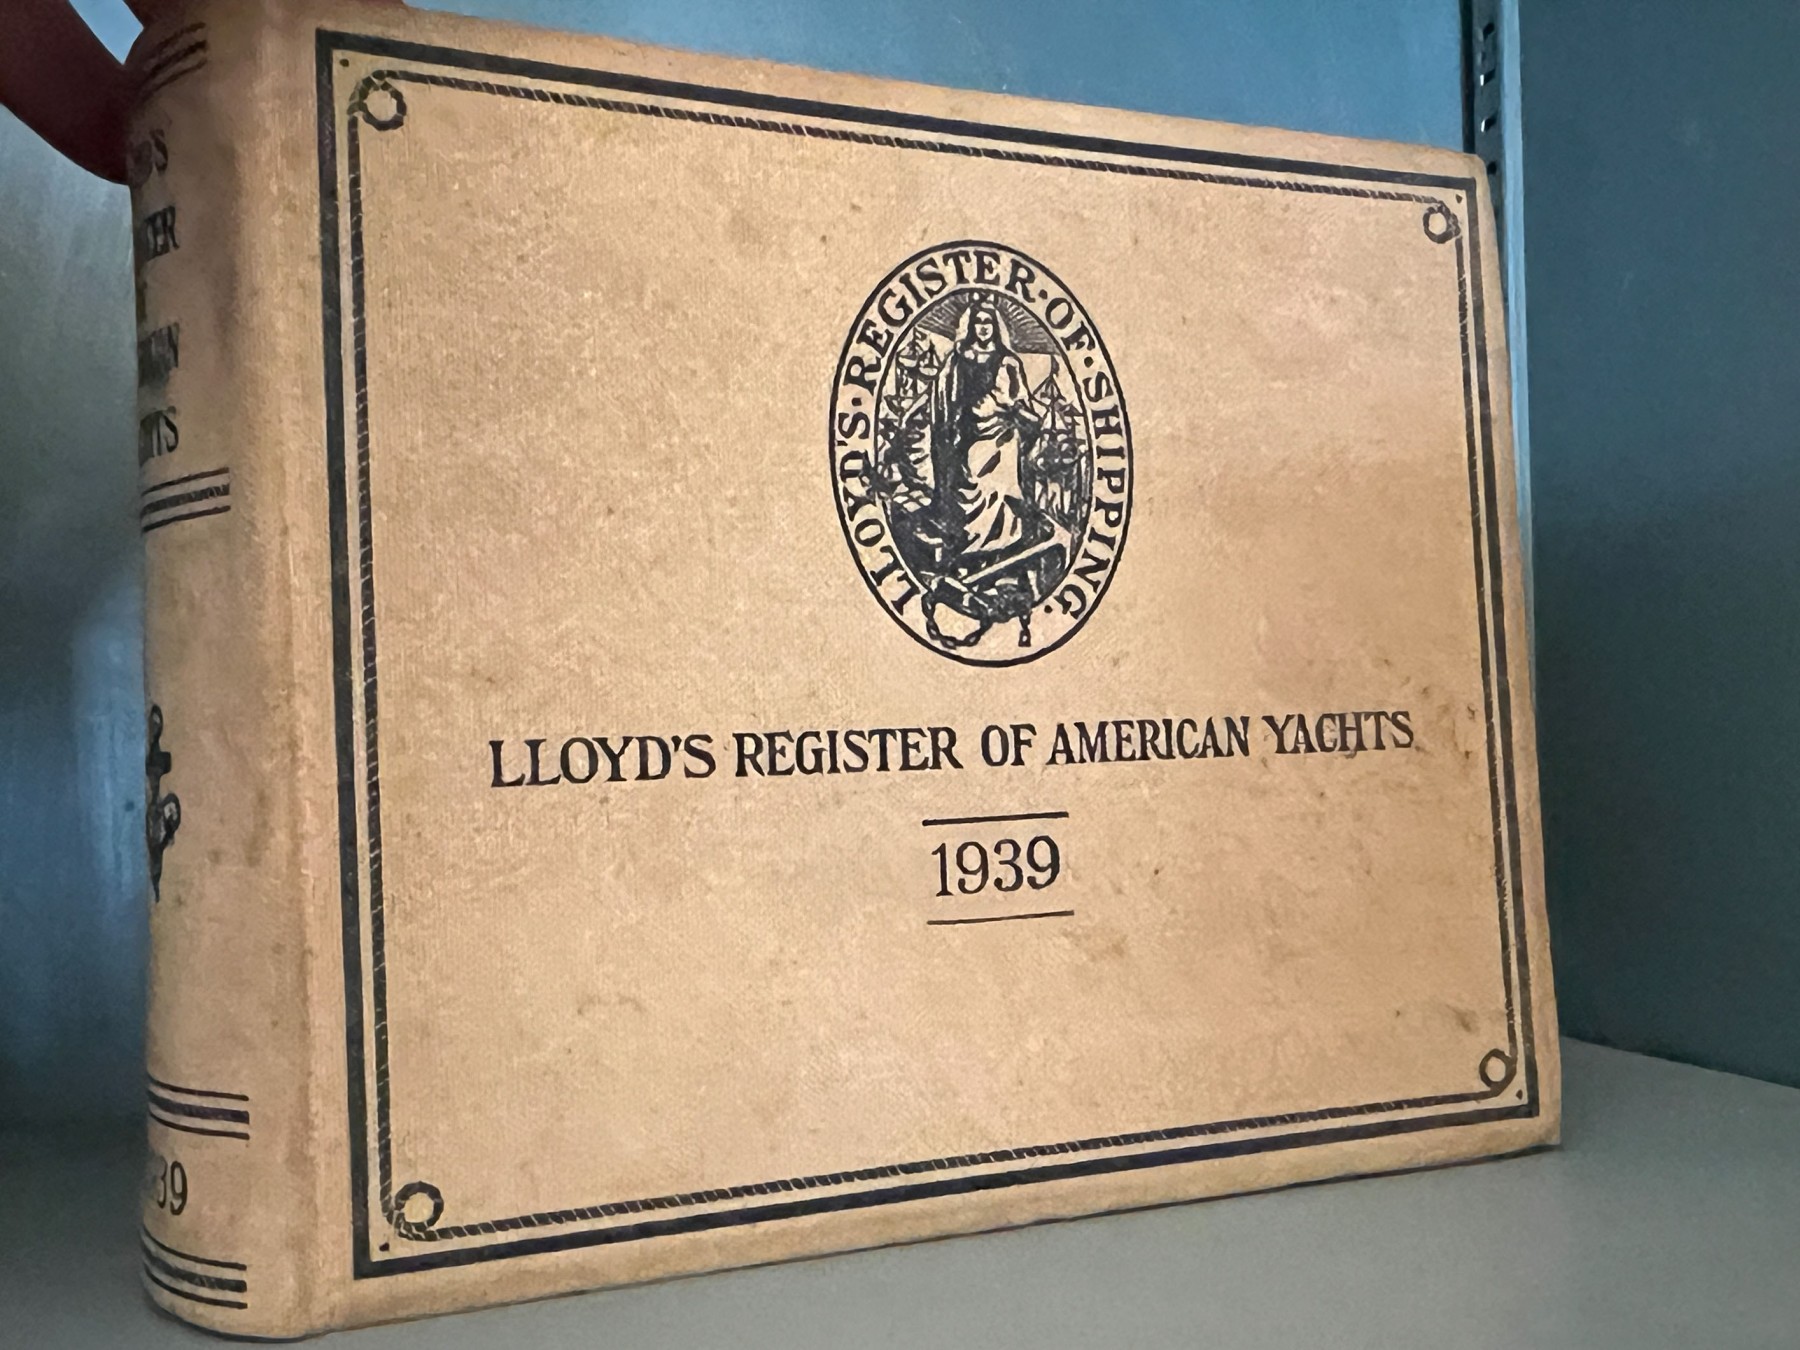 LLOYD'S·REGISTER·OF·SHIPPING.
LLOYD'S REGISTER OF AMERICAN YACHTS
1939